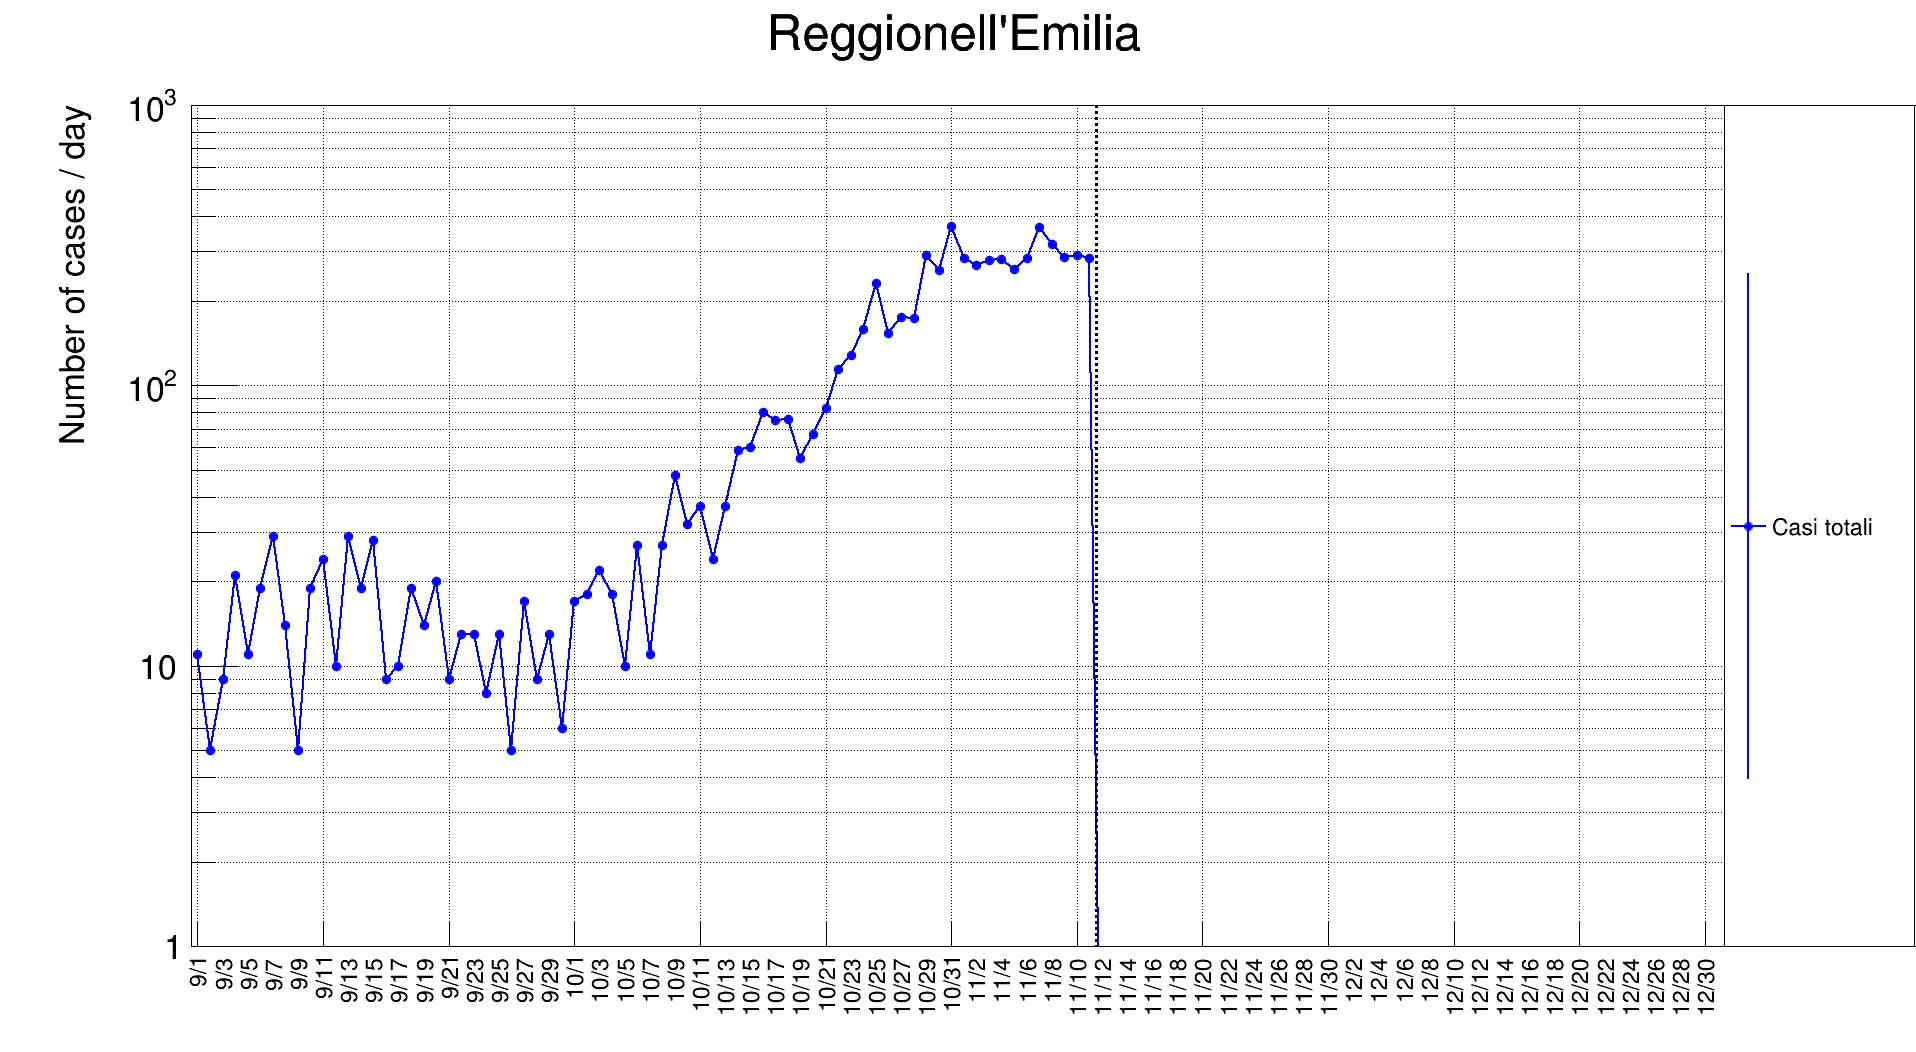 Reggionell'Emilia
Number of cases / day
10³
10²
10
1
9/1 9/3 9/5 9/7 9/9 9/11 9/13 9/15 9/17 9/19 9/21 9/23 9/25 9/27 9/29 10/1 10/3 10/5 10/7 10/9 10/11 10/13 10/15 10/17 10/19 10/21 10/23 10/25 10/27 10/29 10/31 11/2 11/4 11/6 11/8 11/10 11/12 11/14 11/16 11/18 11/20 11/22 11/24 11/26 11/28 11/30 12/2 12/4 12/6 12/8 12/10 12/12 12/14 12/16 12/18 12/20 12/22 12/24 12/26 12/28 12/30
Casi totali